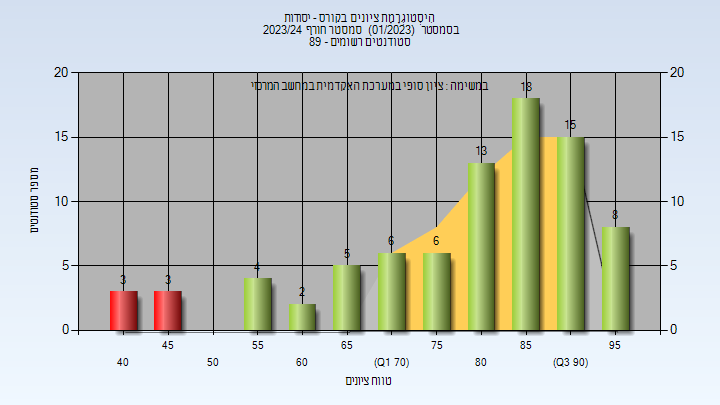 היסטוגרמת ציונים בקורס - יסודות
בסמסטר (01/2023) סמסטר חורף 2023/24
סטודנטים רשומים - 89
במשימה : ציון סופי במערכת האקדמית במחשב המרכזי
20 20
18
15 15
15
13
10 10
8
6 6
5 5
5
4
3 3
2
0 0
מספר סטודנטים
45 55 65 75 85 95
40 50 60 (Q1 70) 80 (Q3 90)
טווח ציונים